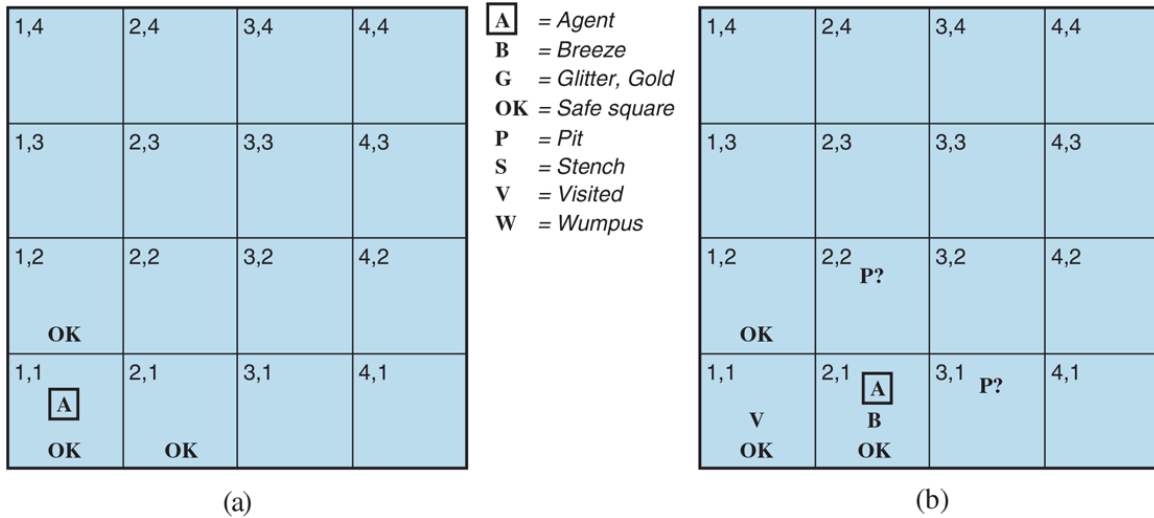 1,4 2,4 3,4 4,4
1,3 2,3 3,3 4,3
1,2 2,2 3,2 4,2
OK
1,1 2,1 3,1 4,1
A
OK OK
(a)
A = Agent
B = Breeze
G = Glitter, Gold
OK = Safe square
P = Pit
S = Stench
V = Visited
W = Wumpus
1,4 2,4 3,4 4,4
1,3 2,3 3,3 4,3
1,2 2,2 3,2 4,2
P?
OK
1,1 2,1 A 3,1 P? 4,1
V B
OK OK
(b)